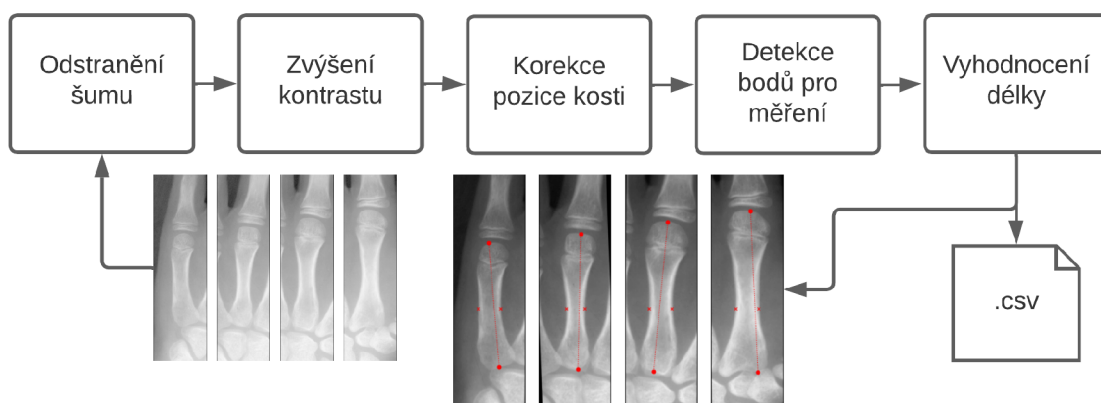 Odstranění
šumu
Zvýšení
kontrastu
Korekce
pozice kosti
Detekce
bodů pro
měření
Vyhodnocení
délky
.csv